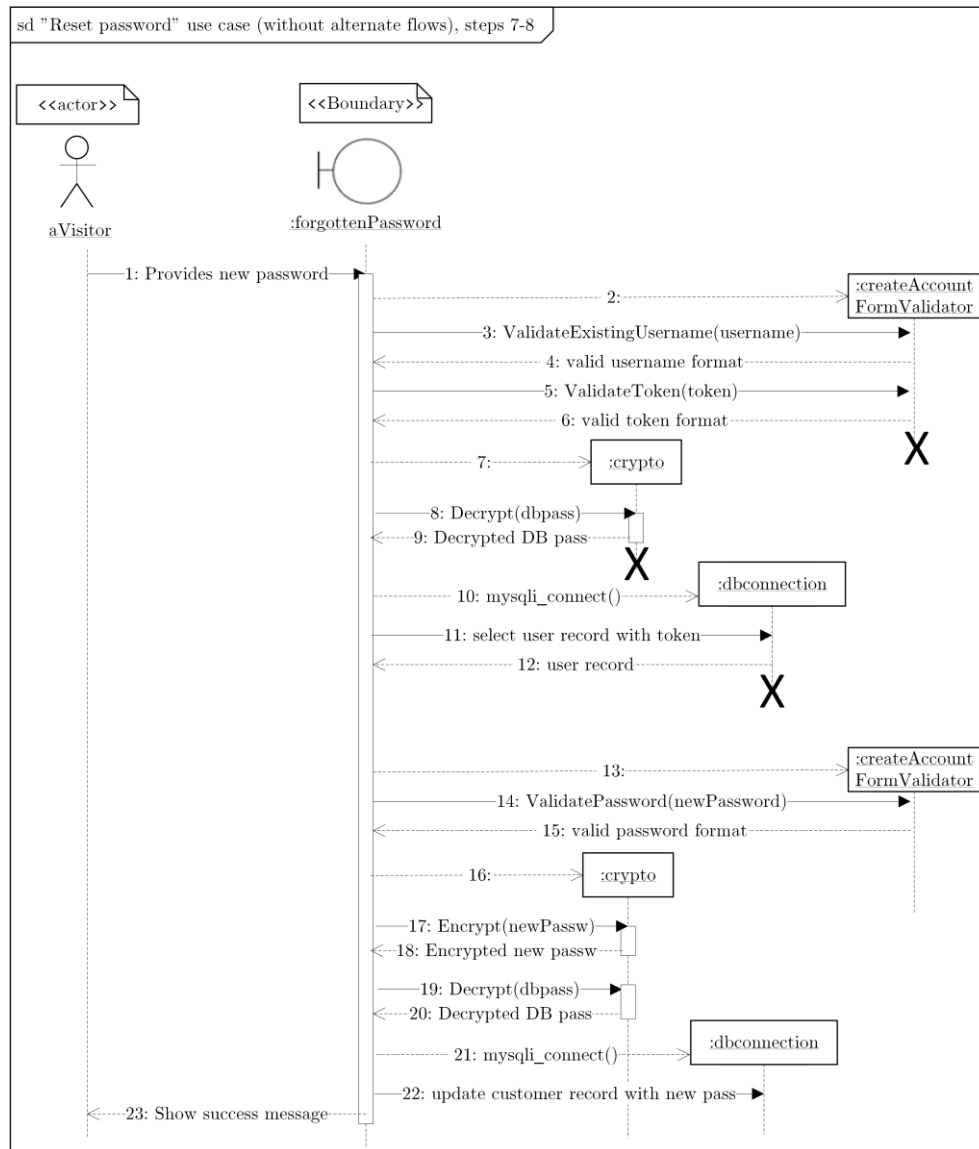 sd "Reset password" use case (without alternate flows), steps 7-8
<<actor>>
<<Boundary>>
aVisitor
:forgottenPassword
1: Provides new password
:createAccount
FormValidator
2:
3: ValidateExistingUsername(username)
4: valid username format
5: ValidateToken(token)
6: valid token format
X
7:
:crypto
8: Decrypt(dbpass)
9: Decrypted DB pass
X
:dbconnection
10: mysqli_connect()
11: select user record with token
12: user record
X
:createAccount
FormValidator
13:
14: ValidatePassword(newPassword)
15: valid password format
16:
:crypto
17: Encrypt(newPassw)
18: Encrypted new passw
19: Decrypt(dbpass)
20: Decrypted DB pass
:dbconnection
21: mysqli_connect()
22: update customer record with new pass
23: Show success message